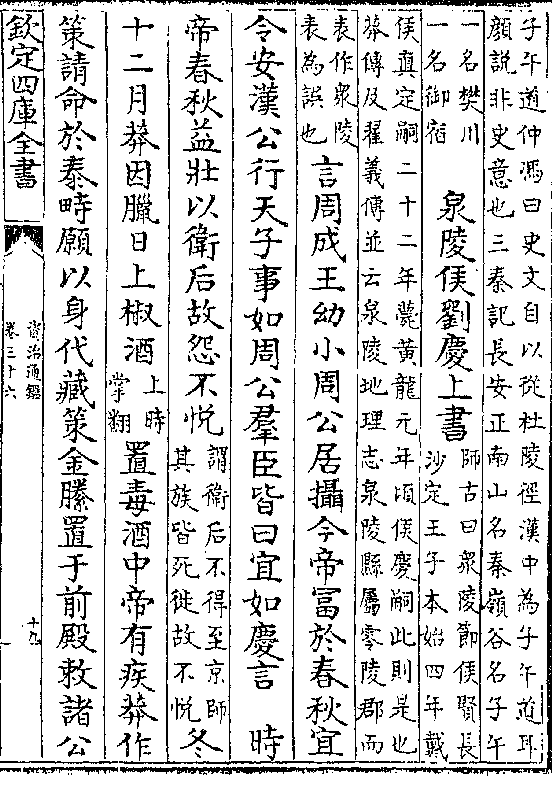 子午道仲馮曰史文自以從杜陵徑漢中為子午道耳
顔說非史意也三秦記長安正南山名秦嶺谷名子午
一名樊川
一名御宿
泉陵侯劉慶上書
師古曰衆陵節侯賢長
沙定王子本始四年戴
侯真定嗣二十二年薨黃龍元年頃侯慶嗣此則是也
莽傳及翟義傳並云泉陵地理志泉陵縣屬零陵郡而
表作衆陵
表為誤也
言周成王幼小周公居攝今帝富於春秋宜
令安漢公行天子事如周公羣臣皆曰宜如慶言 時
帝春秋益壯以衛后故怨不悅
謂衛后不得至京師
其族皆死徙故不悅
冬
十二月莽因臘日上椒酒
上時
掌翻
置毒酒中帝有疾莽作
策請命於泰畤願以身代藏策金縢置于前殿敕諸公
欽定四庫全書
資治通鑑
卷三十六
十九